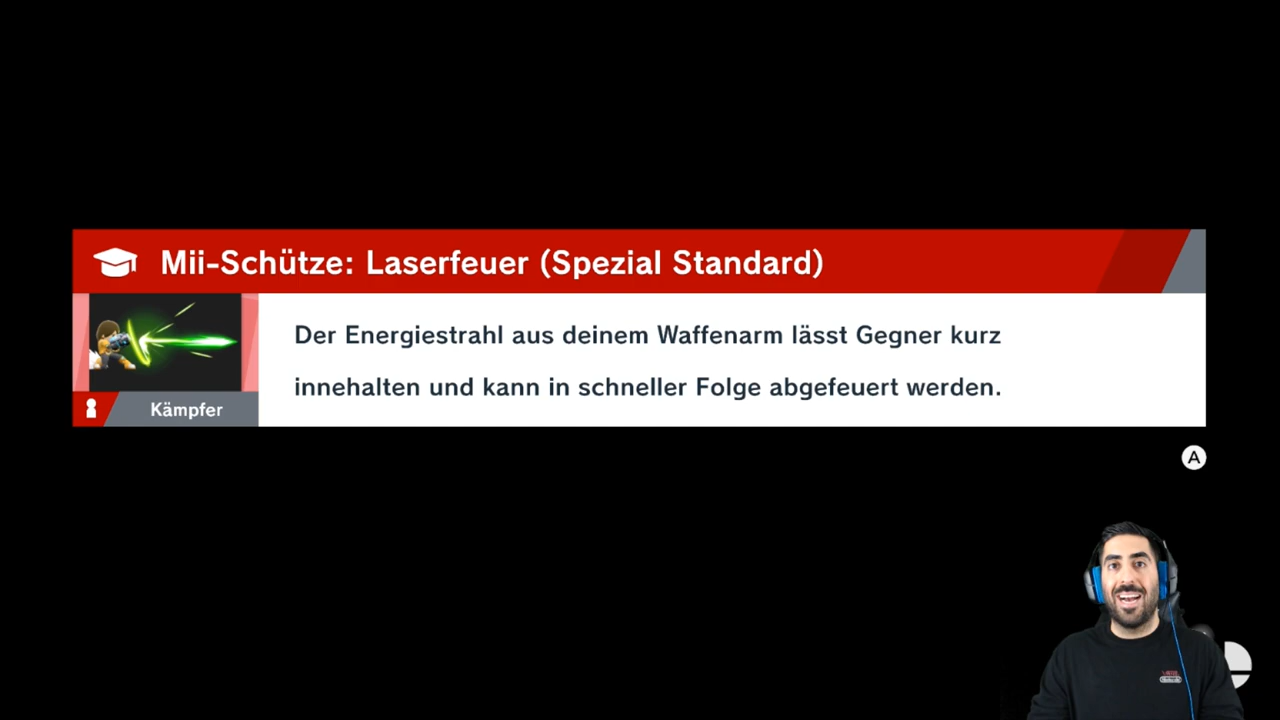 Mii-Schütze: Laserfeuer (Spezial Standard)
Der Energiestrahl aus deinem Waffenarm lässt Gegner kurz
innehalten und kann in schneller Folge abgefeuert werden.
Kämpfer
A